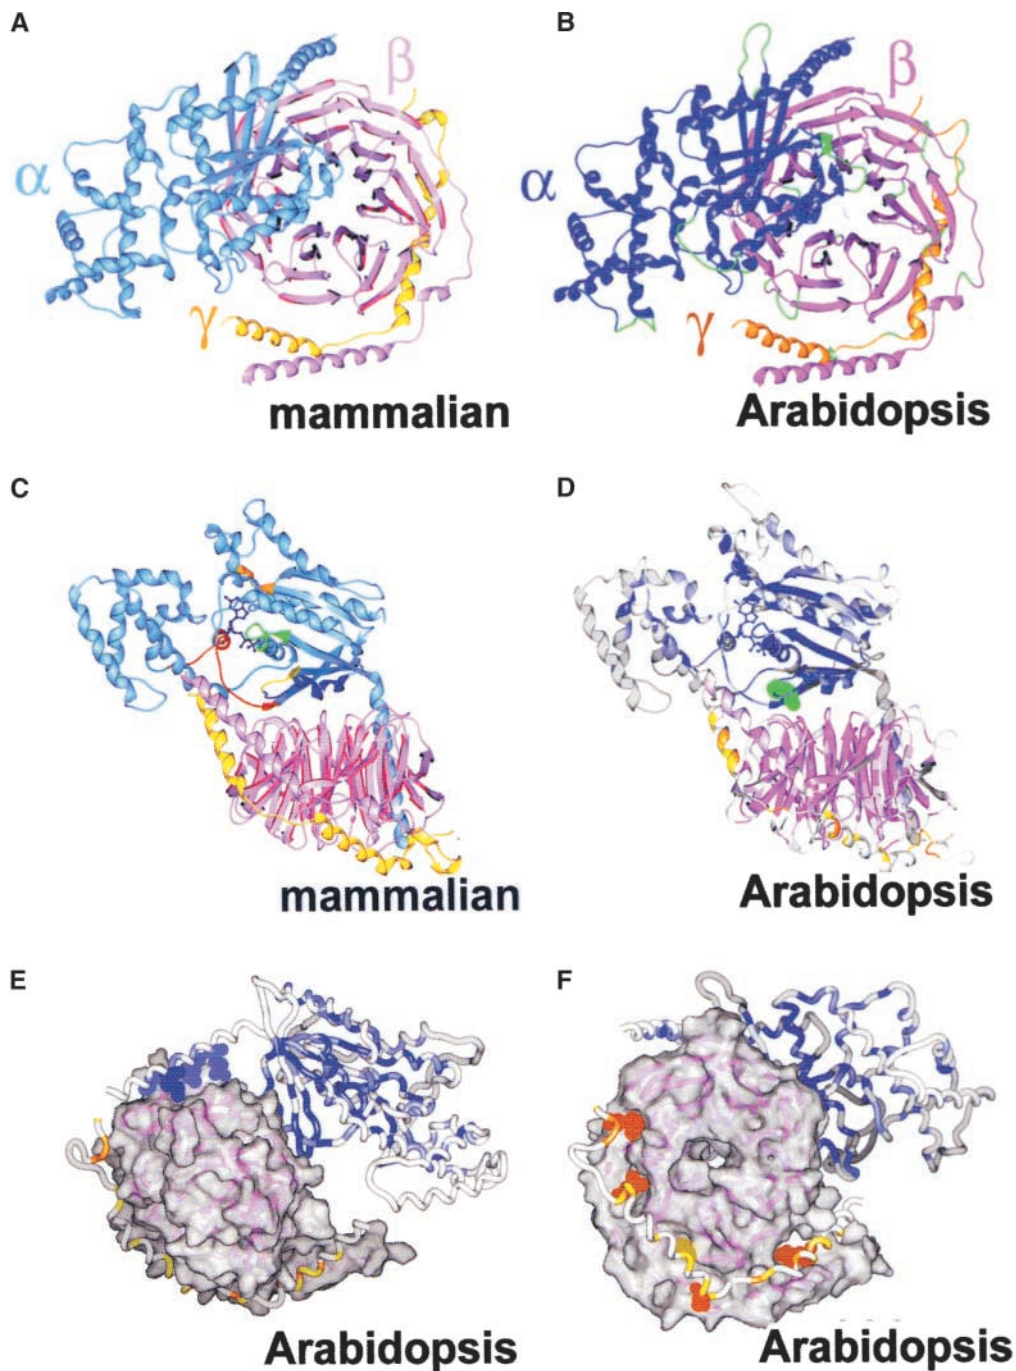 A
B
β
β
α
α
γ
γ
mammalian
Arabidopsis
C
D
mammalian
Arabidopsis
E
F
Arabidopsis
Arabidopsis